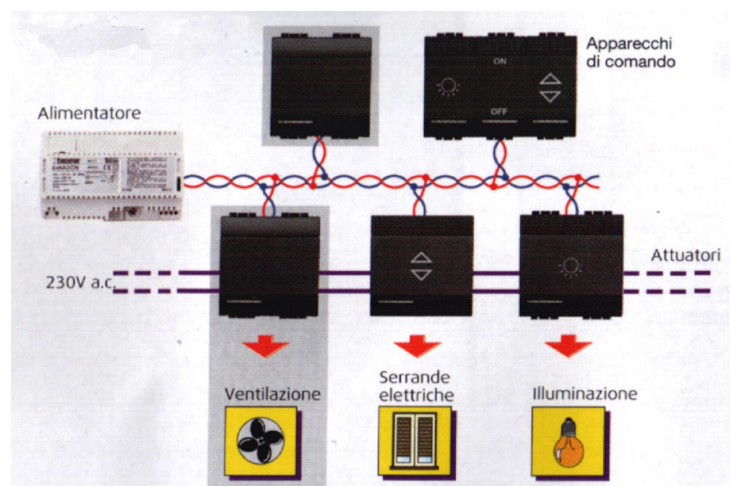 Apparecchi
di comando
ON
OFF
Alimentatore
230V a.c.
Attuatori
Ventilazione
Serrande
elettriche
Illuminazione